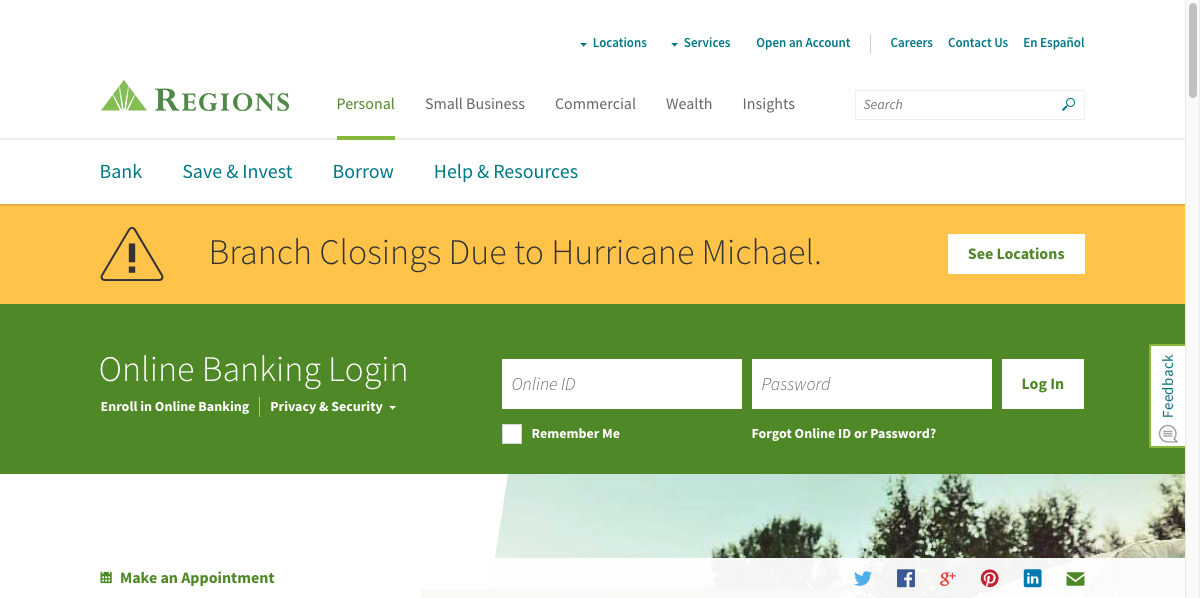 Locations Services Open an Account Careers Contact Us En Español
REGIONS Personal Small Business Commercial Wealth Insights Search
Bank Save & Invest Borrow Help & Resources
Branch Closings Due to Hurricane Michael. See Locations
Online Banking Login
Enroll in Online Banking Privacy & Security
Online ID Password Log In
Remember Me Forgot Online ID or Password?
Feedback
Make an Appointment